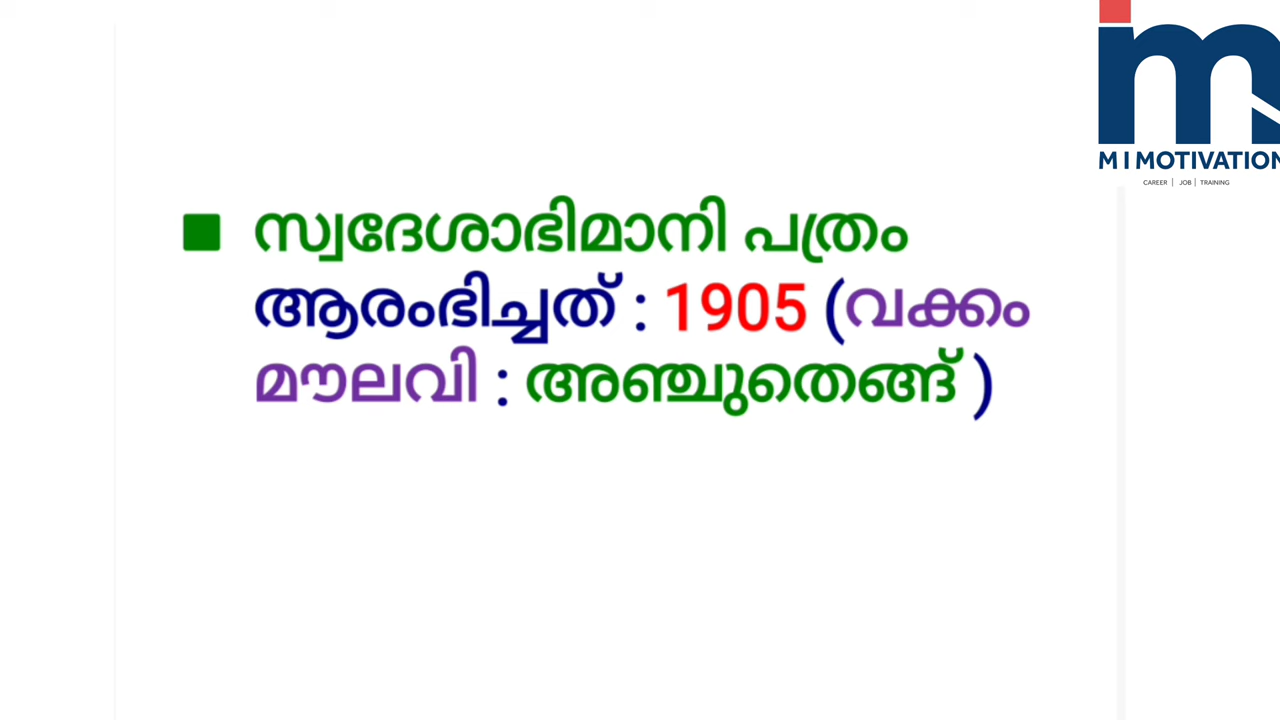 M I MOTIVATION
CAREER | JOB | TRAINING
■ സ്വദേശാഭിമാനി പത്രം
ആരംഭിച്ചത് : 1905 (വക്കം
മൗലവി : അഞ്ചുതെങ്ങ് )